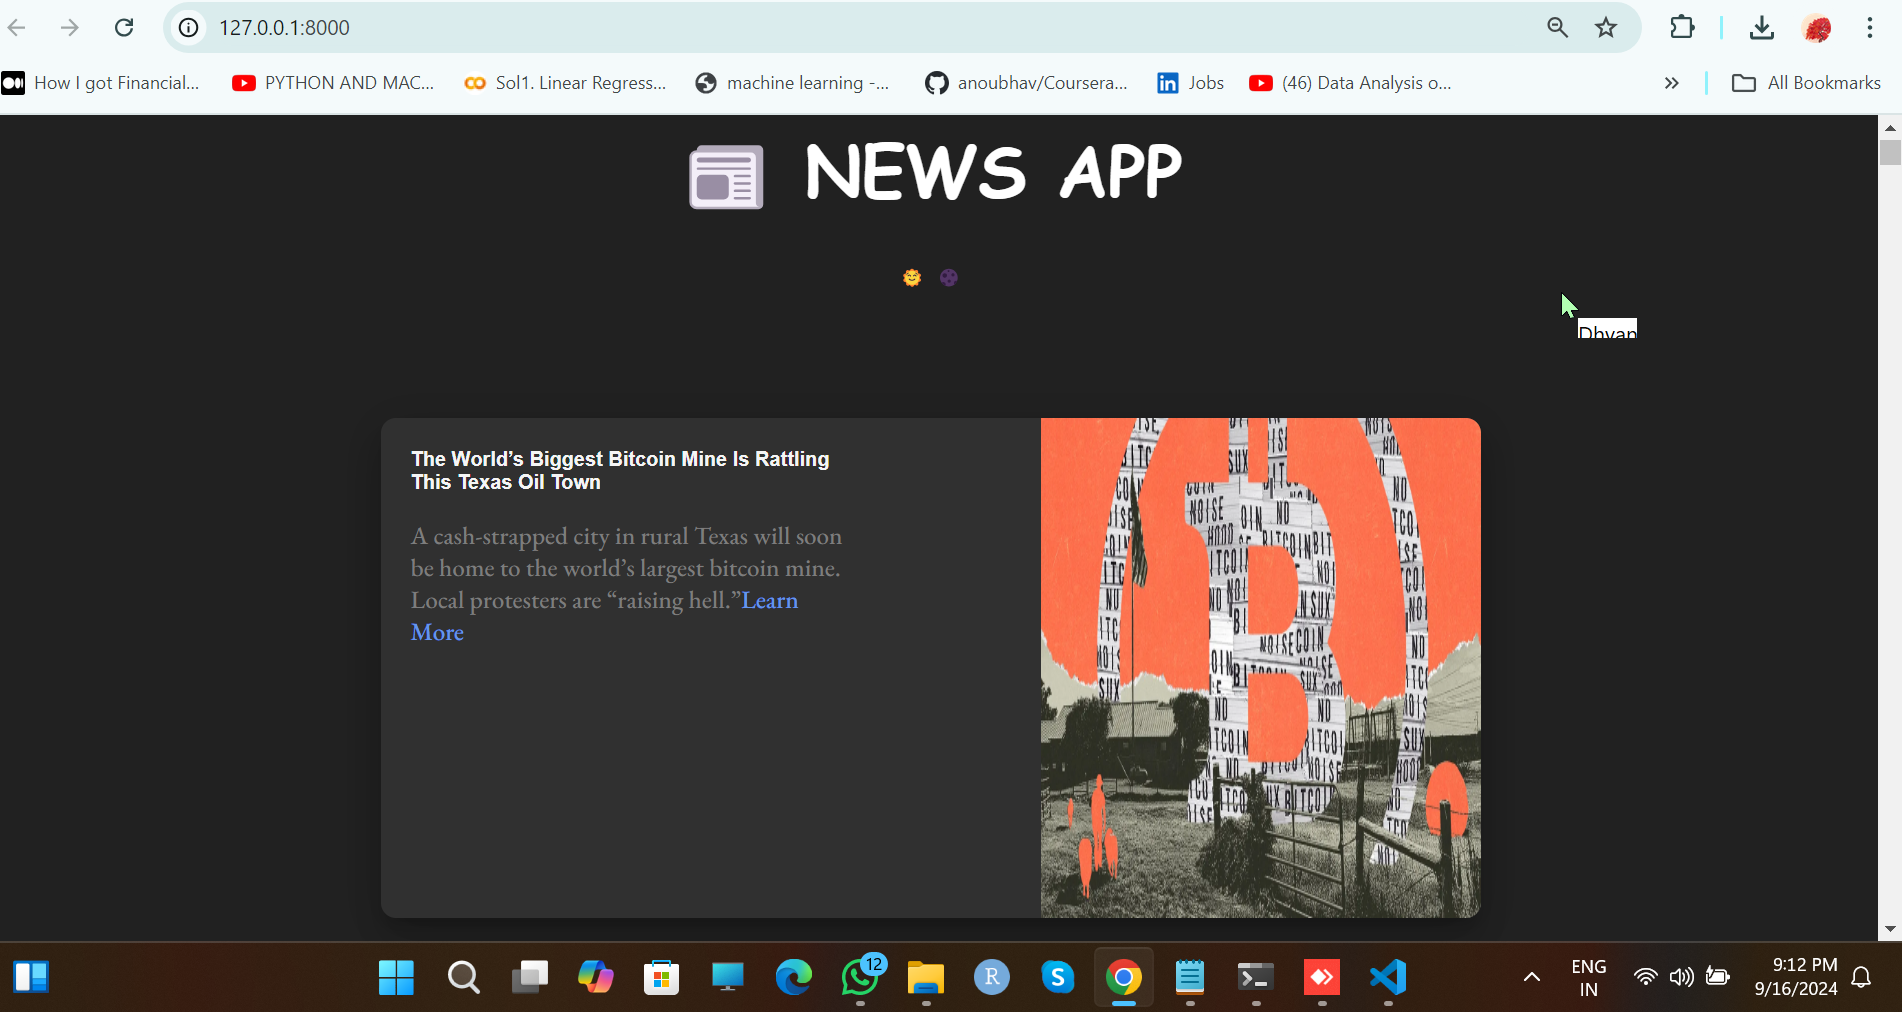 127.0.0.1:8000
How I got Financial...
PYTHON AND MAC...
Sol1. Linear Regress...
machine learning -...
anoubhav/Coursera...
Jobs
(46) Data Analysis o...
All Bookmarks
NEWS APP
Dhyan
The World’s Biggest Bitcoin Mine Is Rattling
This Texas Oil Town
A cash-strapped city in rural Texas will soon
be home to the world’s largest bitcoin mine.
Local protesters are “raising hell.”Learn
More
12
ENG
IN
9:12 PM
9/16/2024